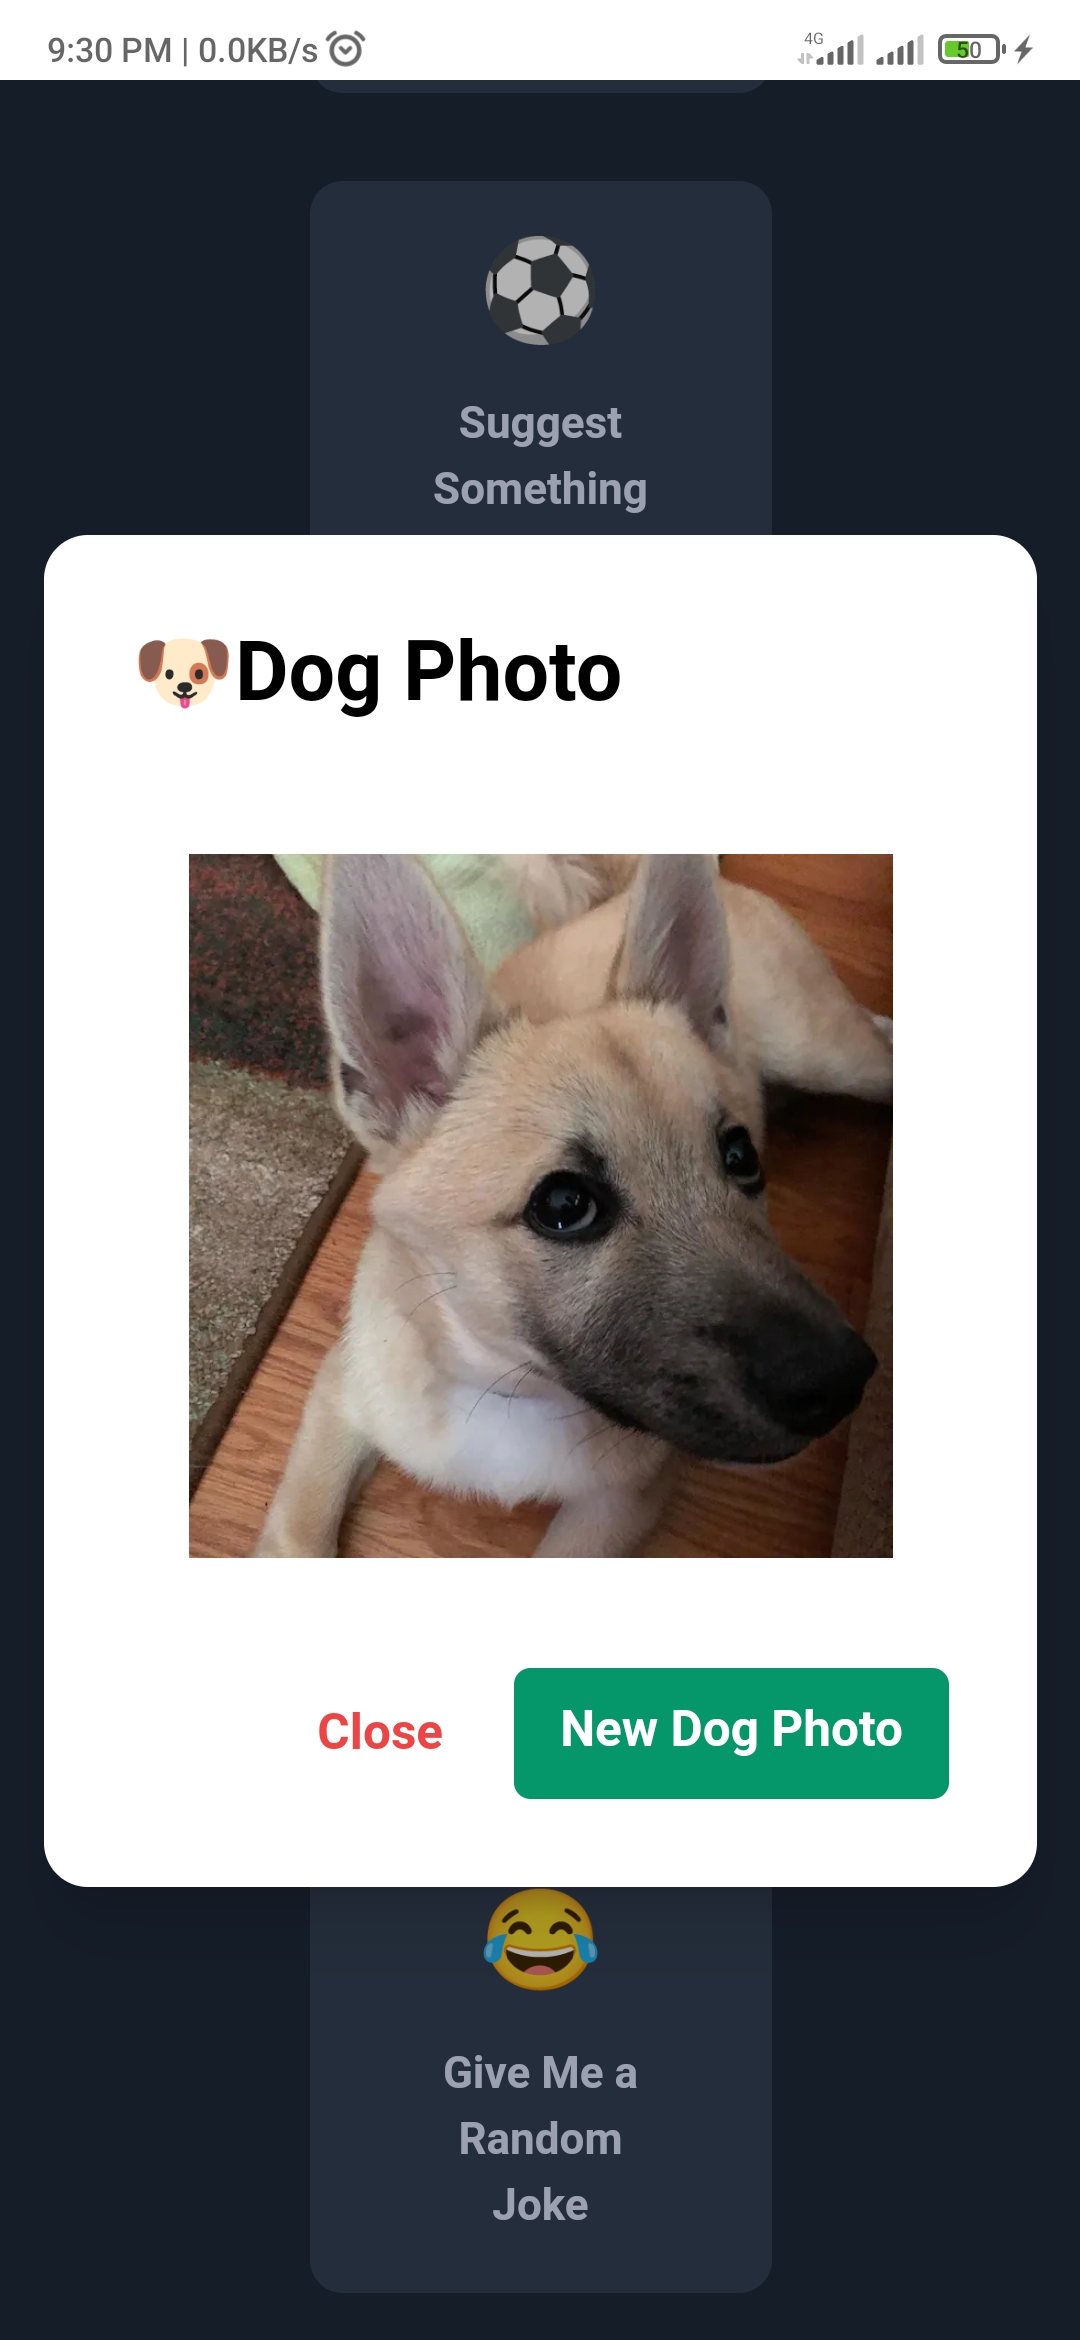 9:30 PM | 0.0KB/s
4G
50
Suggest
Something
Dog Photo
Close
New Dog Photo
Give Me a
Random
Joke